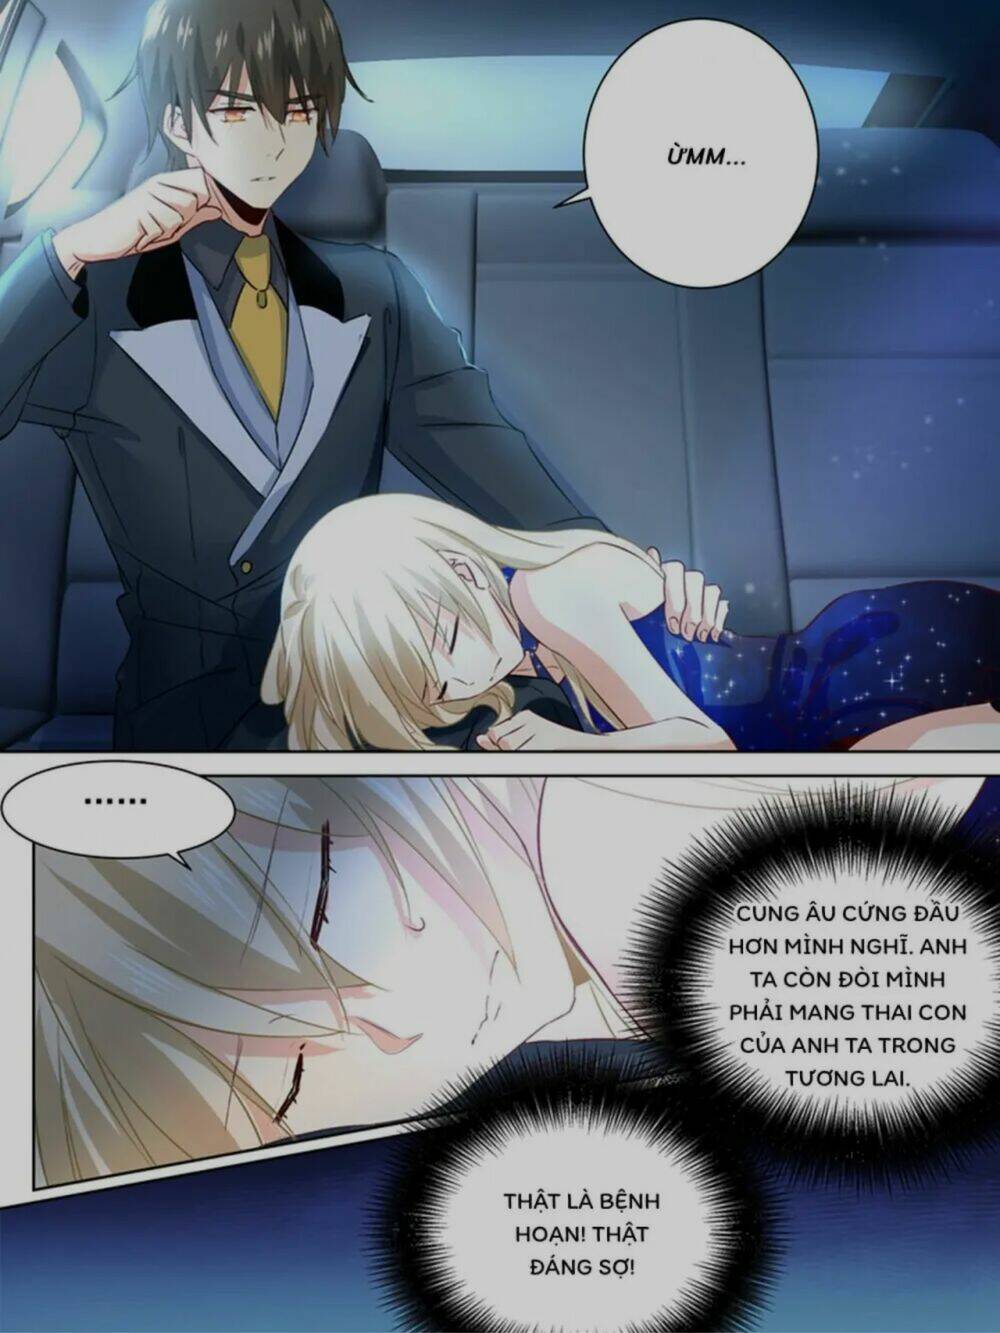 ỪMM...
......
CUNG ÂU CỨNG ĐẦU
HƠN MÌNH NGHĨ. ANH
TA CÒN ĐÒI MÌNH
PHẢI MANG THAI CON
CỦA ANH TA TRONG
TƯƠNG LAI.
THẬT LÀ BỆNH
HOẠN! THẬT
ĐÁNG SỢ!